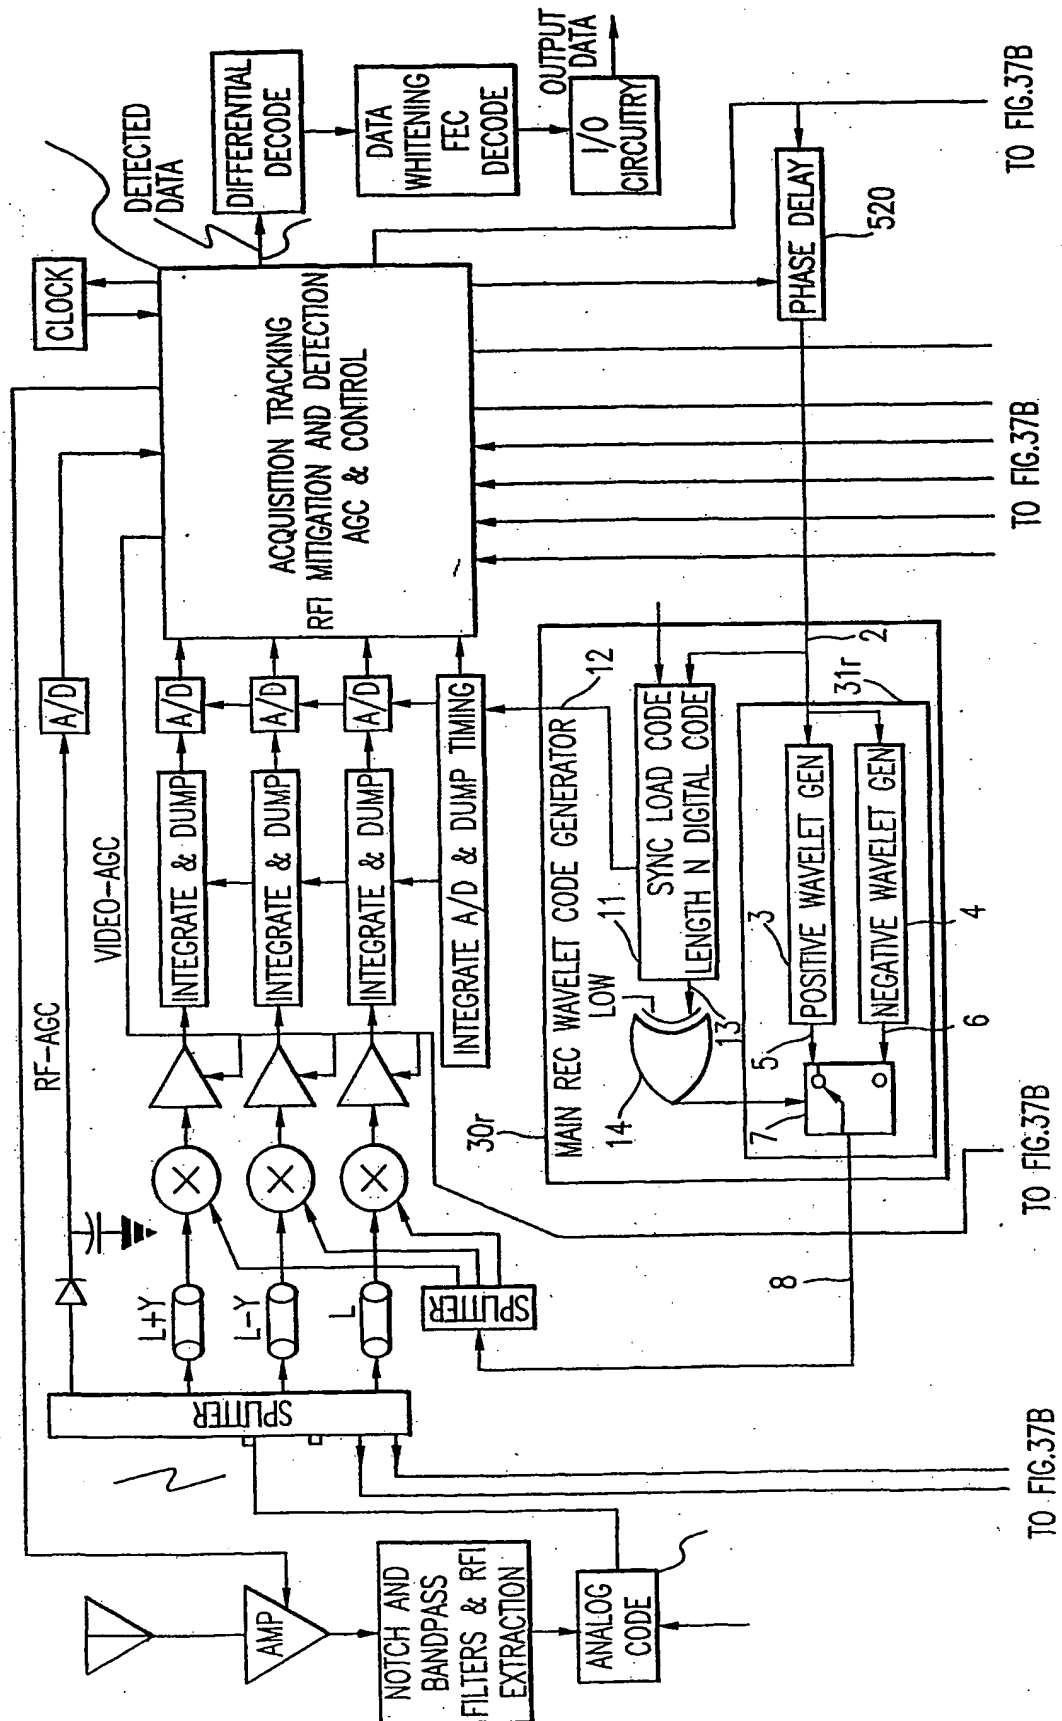 AMP
NOTCH AND
BANDPASS
FILTERS & RFI
EXTRACTION
ANALOG
CODE
SPLITTER
RF-AGC
A/D
VIDEO-AGC
L+Y
L-Y
L
SPLITTER
INTEGRATE & DUMP
INTEGRATE & DUMP
INTEGRATE & DUMP
A/D
A/D
A/D
INTEGRATE A/D & DUMP TIMING
ACQUISITION TRACKING
RFI MITIGATION AND DETECTION
AGC & CONTROL
CLOCK
DETECTED
DATA
DIFFERENTIAL
DECODE
DATA
WHITENING
FEC
DECODE
I/O
CIRCUITRY
OUTPUT
DATA
30r
MAIN REC WAVELET CODE GENERATOR
12
14
LOW
11
SYNC LOAD CODE
LENGTH N DIGITAL CODE
13
31r
2
3
POSITIVE WAVELET GEN
NEGATIVE WAVELET GEN
4
5
6
7
8
PHASE DELAY
520
TO FIG.37B
TO FIG.37B
TO FIG.37B
TO FIG.37B